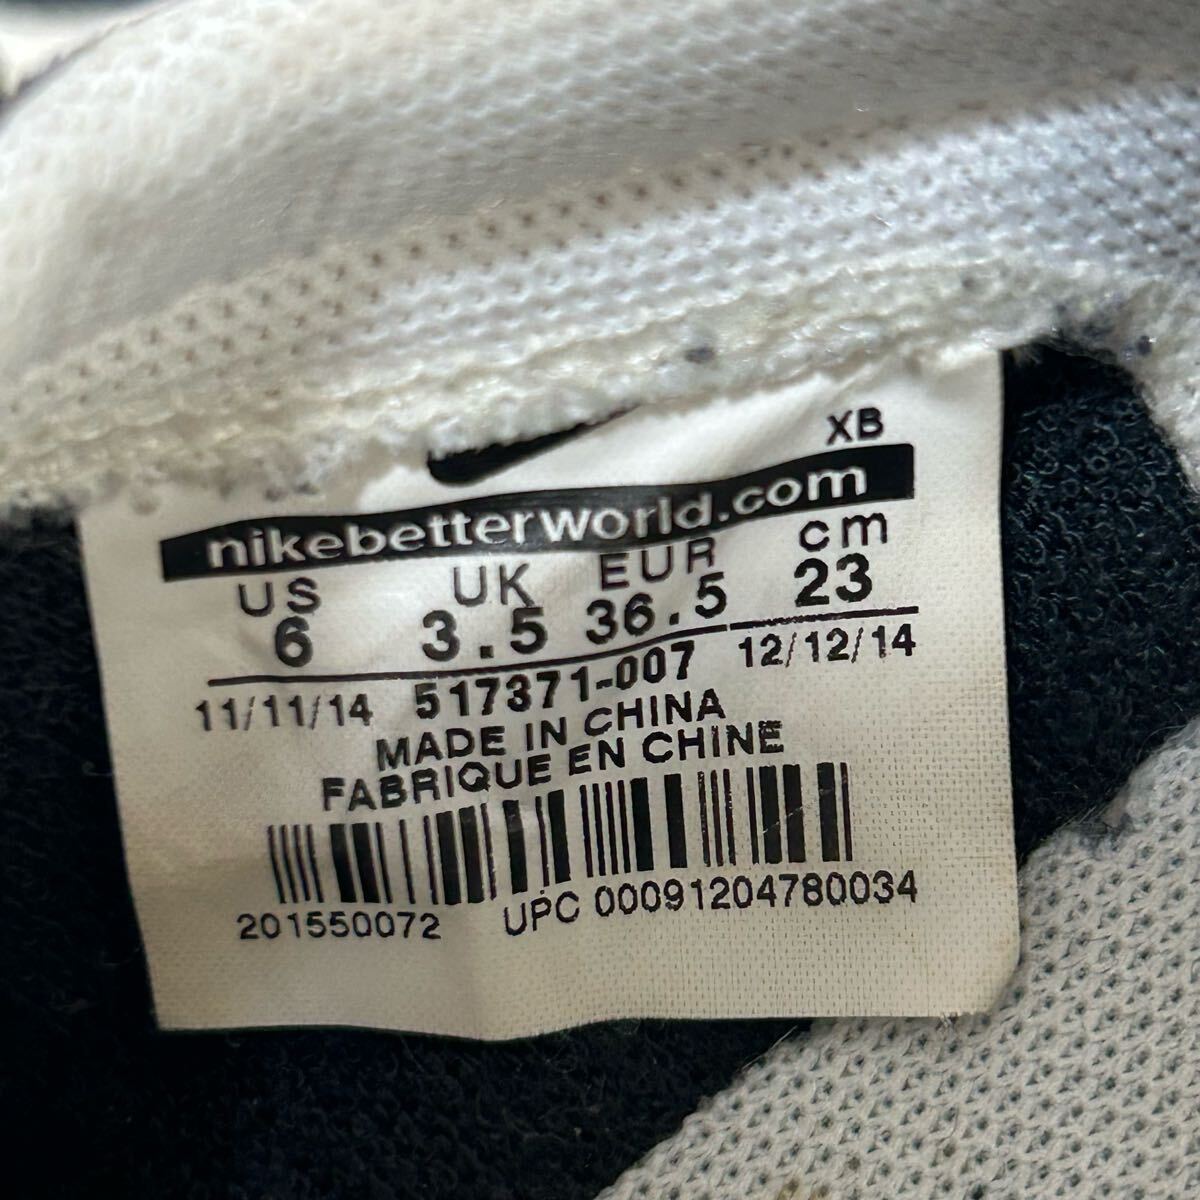 XB
nikebetterworld.com
US UK EUR cm
6 3.5 36.5 23
11/11/14 517371-007 12/12/14
MADE IN CHINA
FABRIQUE EN CHINE
201550072 UPC 00091204780034